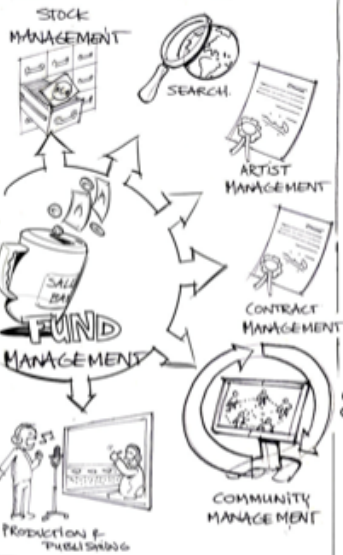 STOCK
MANAGEMENT
SEARCH.
ARTIST
MANAGEMENT
CONTRACT
MANAGEMENT
FUND
MANAGEMENT
COMMUNITY
MANAGEMENT
PRODUCTION &
PUBLISHING